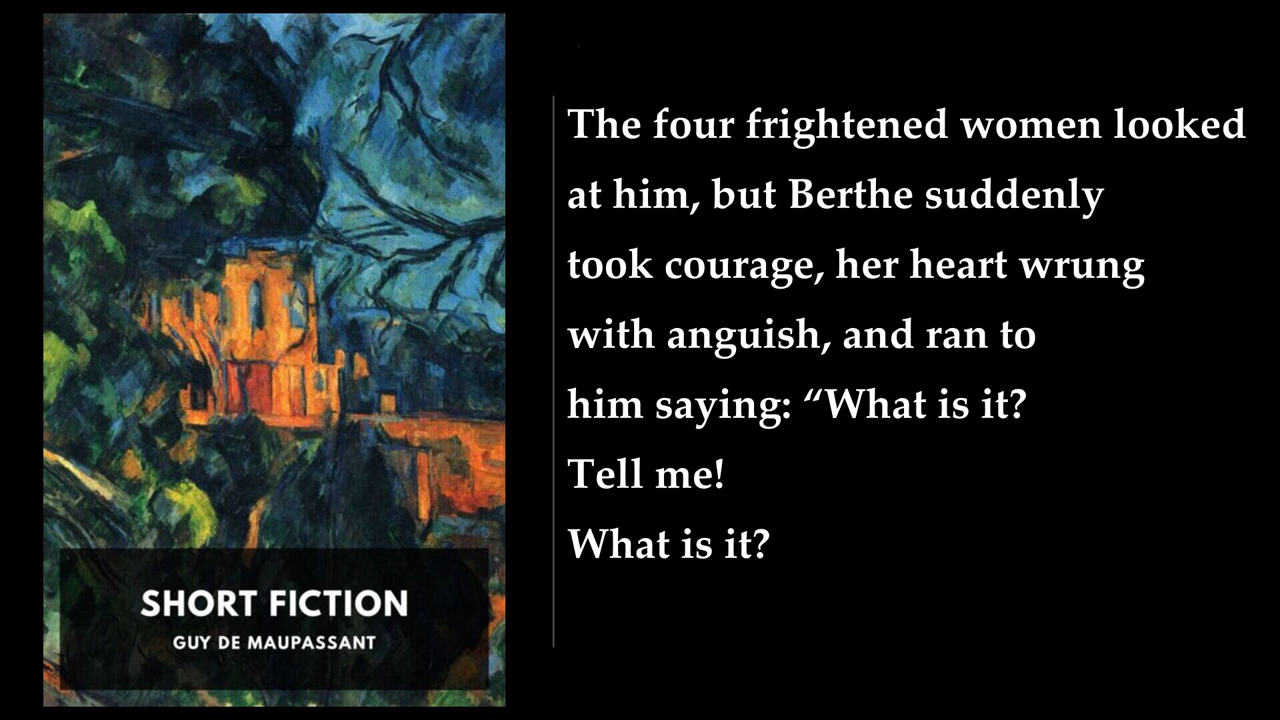 The four frightened women looked
at him, but Berthe suddenly
took courage, her heart wrung
with anguish, and ran to
him saying: “What is it?
Tell me!
What is it?
SHORT FICTION
GUY DE MAUPASSANT